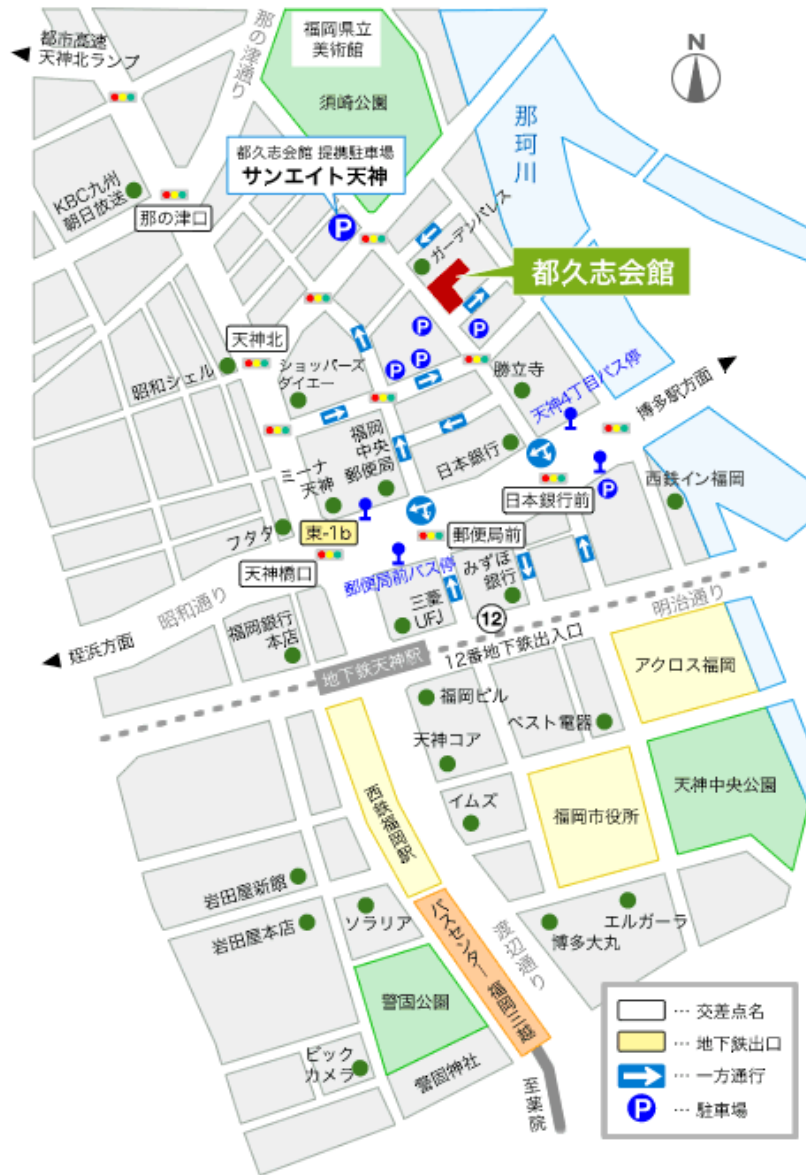 都市高速
天神北ランプ
那の津通り
福岡県立
美術館
須崎公園
N
那珂川
都久志会館 提携駐車場
サンエイト天神
P
KBC九州
朝日放送
那の津口
ガーデンパレス
都久志会館
天神北
昭和シェル
ショッパーズ
ダイエー
P
P
P
P
勝立寺
天神4丁目バス停
博多駅方面
福岡
中央
郵便局
ミーナ
天神
日本銀行
日本銀行前
P
西鉄イン福岡
フタタ
東-1b
郵便局前
天神橋口
郵便局前バス停
みずほ
銀行
三菱
UFJ
昭和通り
明治通り
姪浜方面
福岡銀行
本店
12
12番地下鉄出入口
地下鉄天神駅
アクロス福岡
福岡ビル
ベスト電器
天神コア
イムズ
西鉄福岡駅
福岡市役所
天神中央公園
岩田屋新館
岩田屋本店
ソラリア
バスセンター 福岡三越
渡辺通り
エルガーラ
博多大丸
警固公園
ビック
カメラ
警固神社
至薬院
… 交差点名
… 地下鉄出口
… 一方通行
P … 駐車場